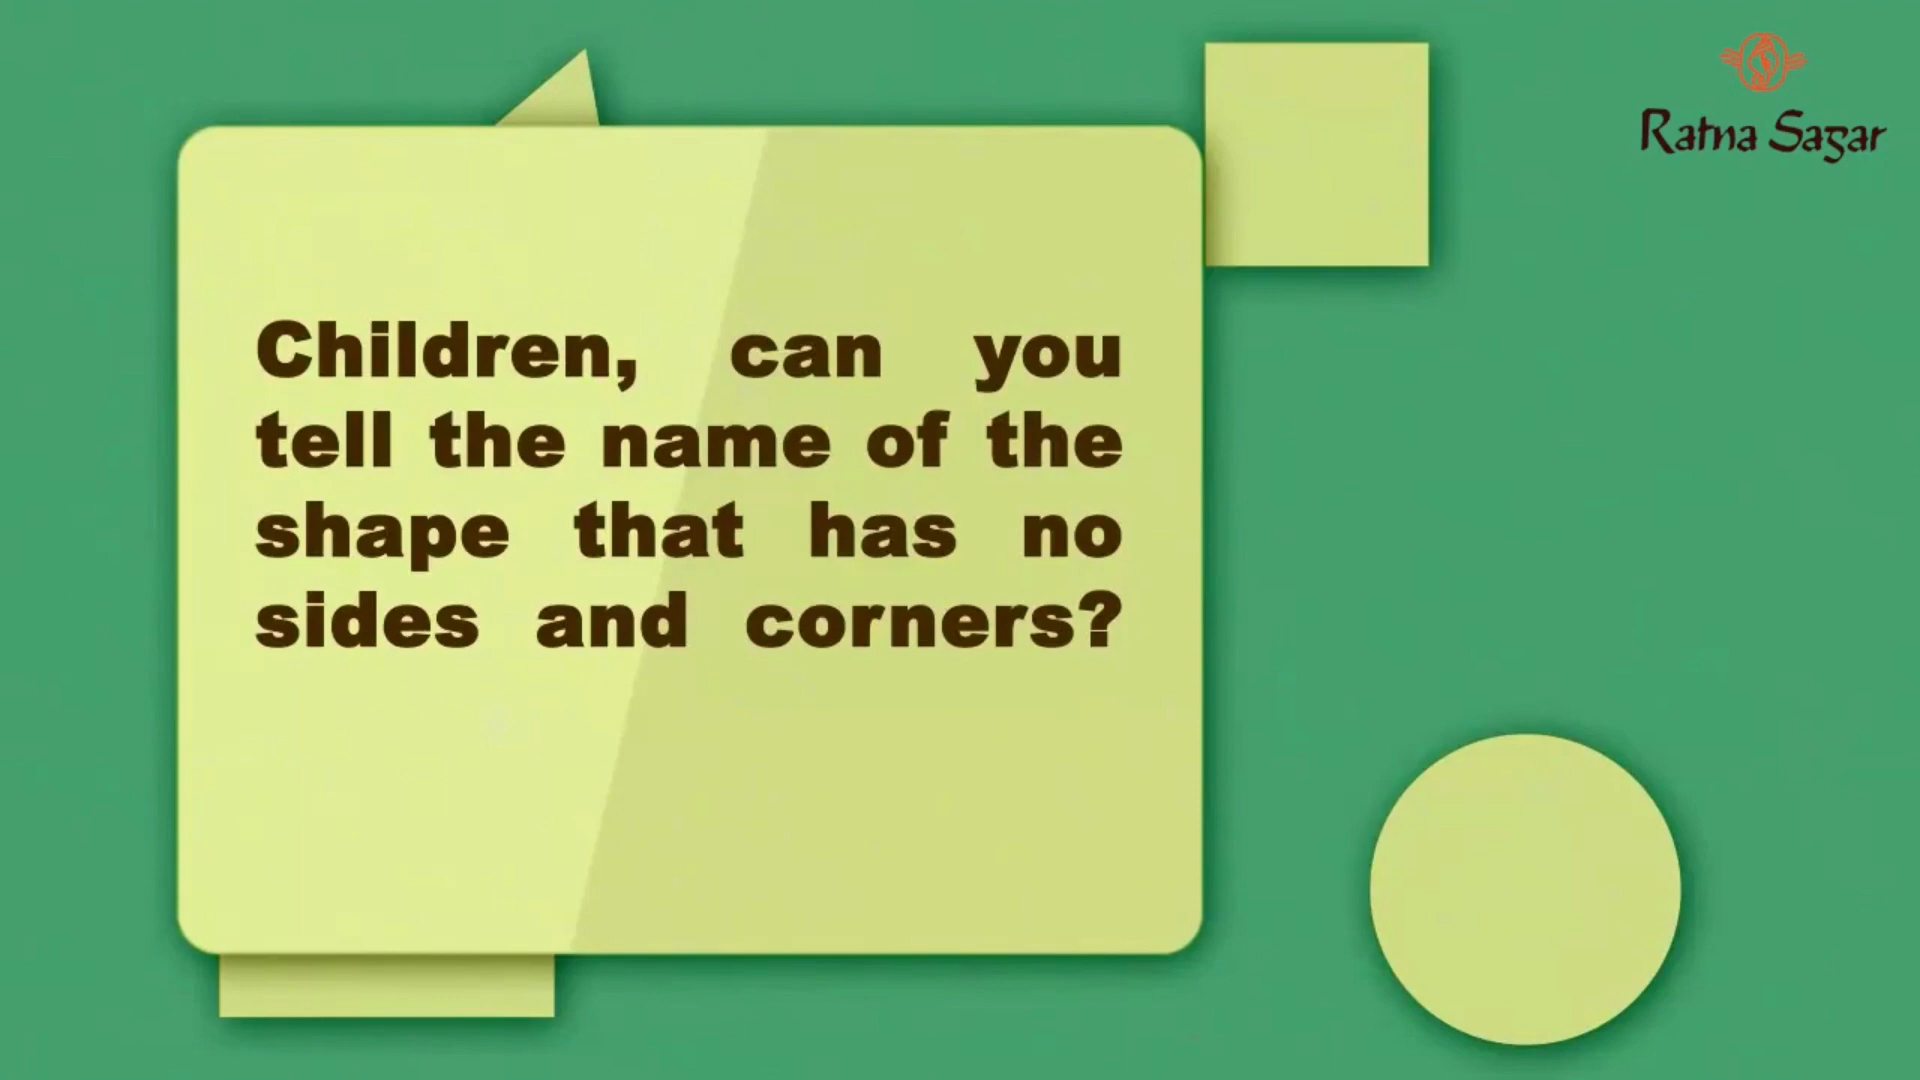 Ratna Sagar
Children, can you
tell the name of the
shape that has no
sides and corners?